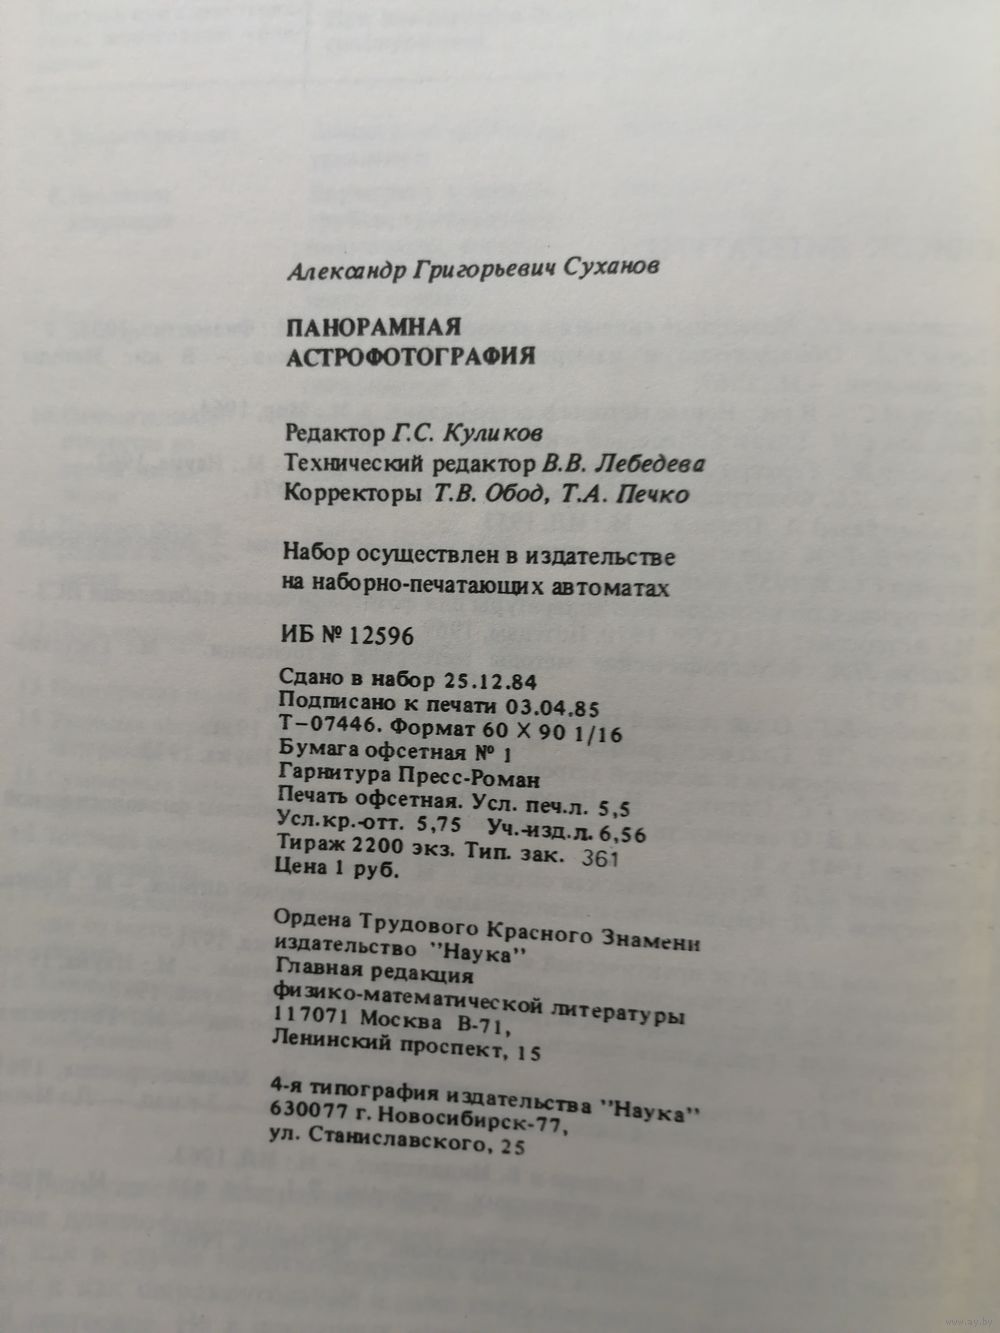 Александр Григорьевич Суханов
ПАНОРАМНАЯ
АСТРОФОТОГРАФИЯ
Редактор Г.С. Куликов
Технический редактор В.В. Лебедева
Корректоры Т.В. Обод, Т.А. Печко
Набор осуществлен в издательстве
на наборно-печатающих автоматах
ИБ № 12596
Сдано в набор 25.12.84
Подписано к печати 03.04.85
Т–07446. Формат 60 X 90 1/16
Бумага офсетная № 1
Гарнитура Пресс-Роман
Печать офсетная. Усл. печ.л. 5,5
Усл.кр.-отт. 5,75 Уч.-изд.л. 6,56
Тираж 2200 экз. Тип. зак. 361
Цена 1 руб.
Ордена Трудового Красного Знамени
издательство "Наука"
Главная редакция
физико-математической литературы
117071 Москва В-71,
Ленинский проспект, 15
4-я типография издательства "Наука"
630077 г. Новосибирск-77,
ул. Станиславского, 25
www.ay.by